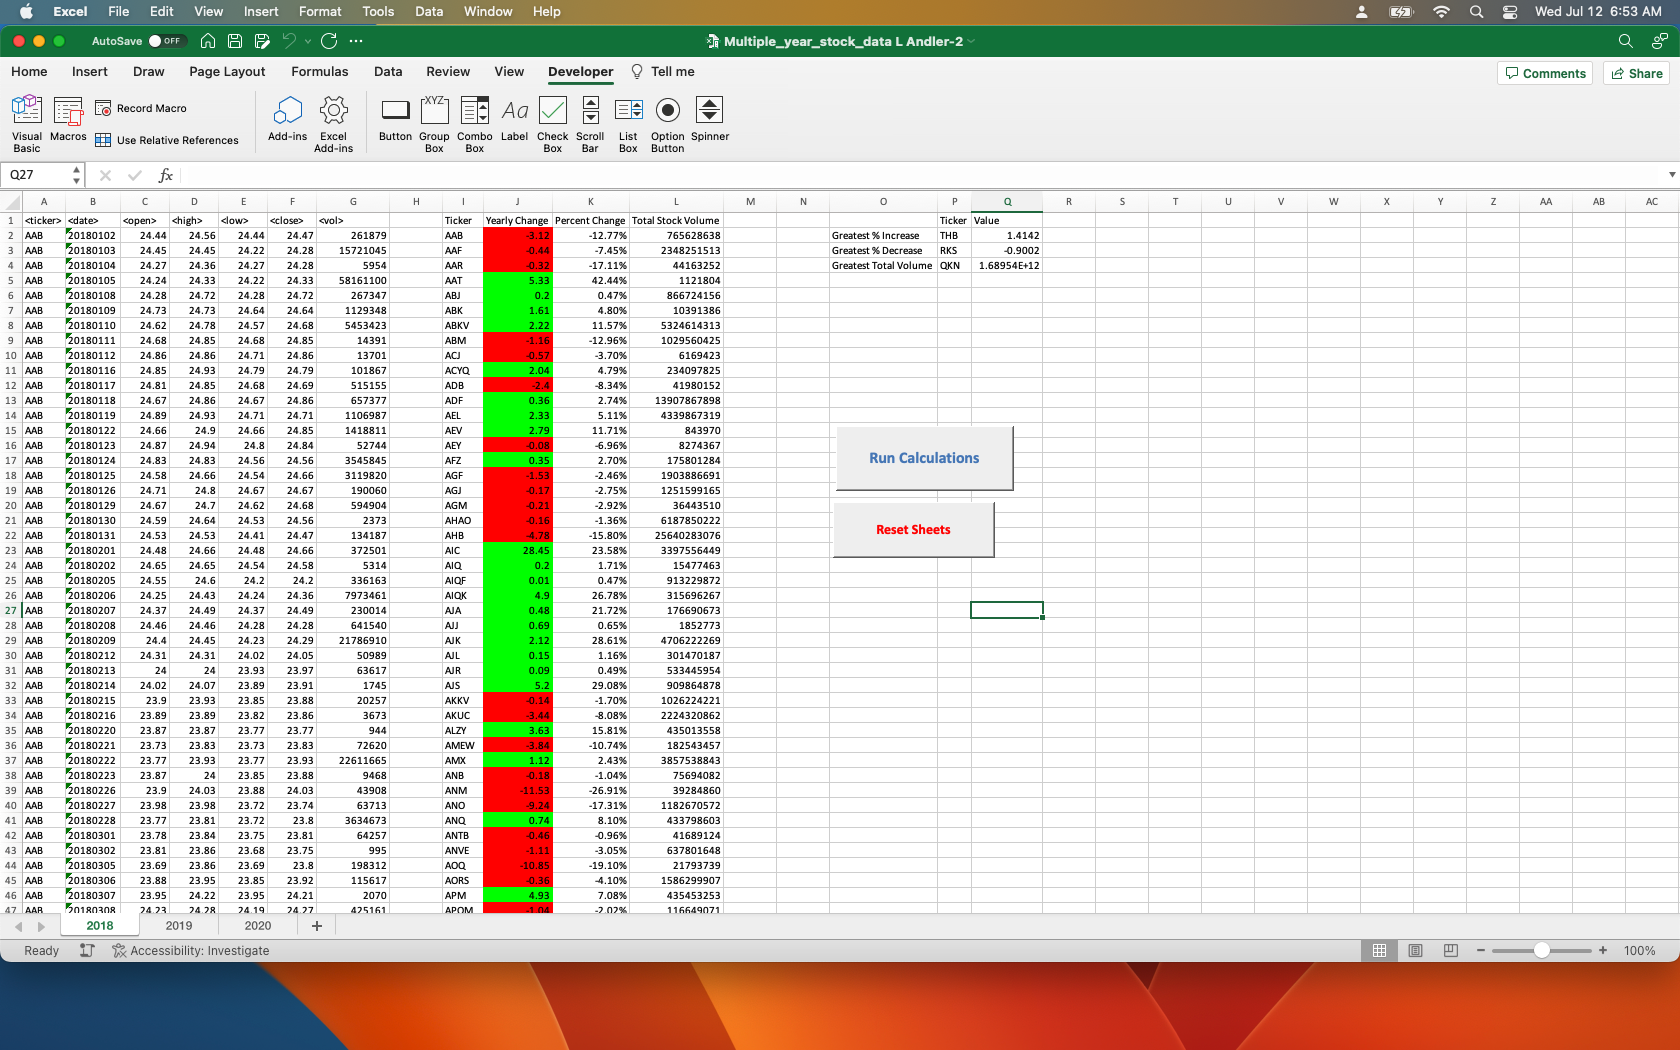 Excel File Edit View Insert Format Tools Data Window Help Wed Jul 12 6:53 AM
AutoSave OFF Multiple_year_stock_data L Andler-2
Home Insert Draw Page Layout Formulas Data Review View Developer Tell me Comments Share
Visual Basic Macros Record Macro Use Relative References Add-ins Excel Add-ins Button Group Box Combo Box Label Check Box Scroll Bar List Box Option Button Spinner
XYZ Aa
Q27 fx
A B C D E F G H I J K L M N O P Q R S T U V W X Y Z AA AB AC
1 <ticker> <date> <open> <high> <low> <close> <vol> Ticker Yearly Change Percent Change Total Stock Volume Ticker Value
2 AAB 20180102 24.44 24.56 24.44 24.47 261879 AAB -3.12 -12.77% 765628638 Greatest % Increase THB 1.4142
3 AAB 20180103 24.45 24.45 24.22 24.27 15721045 AAF -0.44 -7.45% 2348251513 Greatest % Decrease RKS -0.9002
4 AAB 20180104 24.27 24.36 24.27 24.28 5954 AAR -0.32 -17.11% 44163252 Greatest Total Volume QKN 1.68954E+12
5 AAB 20180105 24.24 24.33 24.22 24.33 58161100 AAT 5.33 42.44% 1121804
6 AAB 20180108 24.28 24.72 24.28 24.72 267347 ABJ 0.2 0.47% 866724156
7 AAB 20180109 24.73 24.73 24.64 24.64 1129348 ABK 1.61 4.80% 10391386
8 AAB 20180110 24.62 24.78 24.57 24.68 5453423 ABKV 2.22 11.57% 5324614313
9 AAB 20180111 24.68 24.85 24.68 24.85 14391 ABM -1.16 -12.96% 1029560425
10 AAB 20180112 24.86 24.86 24.71 24.86 13701 ACJ -0.57 -3.70% 6169423
11 AAB 20180116 24.85 24.93 24.79 24.79 101867 ACYQ 2.04 4.79% 234097825
12 AAB 20180117 24.81 24.85 24.68 24.69 515155 ADB -2.4 -8.34% 41980152
13 AAB 20180118 24.67 24.86 24.67 24.86 657377 ADF 0.36 2.74% 13907867898
14 AAB 20180119 24.89 24.93 24.71 24.71 1106987 AEL 2.33 5.11% 4339867319
15 AAB 20180122 24.66 24.9 24.66 24.85 1418811 AEV 2.79 11.71% 843970
16 AAB 20180123 24.87 24.94 24.8 24.84 52744 AEY -0.08 -6.96% 8274367
17 AAB 20180124 24.83 24.83 24.56 24.56 3545845 AFZ 0.35 2.70% 175801284
18 AAB 20180125 24.58 24.66 24.54 24.66 3119820 AGF -1.53 -2.46% 1903886691
19 AAB 20180126 24.71 24.8 24.67 24.67 190060 AGJ -0.17 -2.75% 1251599165
20 AAB 20180129 24.67 24.7 24.62 24.68 594904 AGM -0.21 -2.92% 36443510
21 AAB 20180130 24.59 24.64 24.53 24.56 2373 AHAO -0.16 -1.36% 6187850222
22 AAB 20180131 24.53 24.53 24.41 24.47 134187 AHB -4.78 -15.80% 25640283076
23 AAB 20180201 24.48 24.66 24.48 24.66 372501 AIC 28.45 23.58% 3397556449
24 AAB 20180202 24.65 24.65 24.54 24.58 5314 AIQ 0.2 1.71% 15477463
25 AAB 20180205 24.55 24.6 24.2 24.2 336163 AIQF 0.01 0.47% 913229872
26 AAB 20180206 24.25 24.43 24.24 24.36 7973461 AIQK 4.9 26.78% 315696267
27 AAB 20180207 24.37 24.49 24.37 24.49 230014 AJA 0.48 21.72% 176690673
28 AAB 20180208 24.46 24.46 24.28 24.28 641540 AJJ 0.69 0.65% 1852773
29 AAB 20180209 24.4 24.45 24.23 24.29 21786910 AJK 2.12 28.61% 4706222269
30 AAB 20180212 24.31 24.31 24.02 24.05 50989 AJL 0.15 1.16% 301470187
31 AAB 20180213 24 24 23.93 23.97 63617 AJR 0.09 0.49% 533445954
32 AAB 20180214 24.02 24.07 23.89 23.91 1745 AJS 5.2 29.08% 909864878
33 AAB 20180215 23.9 23.93 23.85 23.88 20257 AKKV -0.14 -1.70% 1026224221
34 AAB 20180216 23.89 23.89 23.82 23.86 3673 AKUC -3.44 -8.08% 2224320862
35 AAB 20180220 23.87 23.87 23.77 23.77 944 ALZY 3.63 15.81% 435013558
36 AAB 20180221 23.73 23.83 23.73 23.83 72620 AMEW -3.84 -10.74% 182543457
37 AAB 20180222 23.77 23.93 23.77 23.93 22611665 AMX 1.12 2.43% 3857538843
38 AAB 20180223 23.87 24 23.85 23.88 9468 ANB -0.18 -1.04% 75694082
39 AAB 20180226 23.9 24.03 23.88 24.03 43908 ANM -11.53 -26.91% 39284860
40 AAB 20180227 23.98 23.98 23.72 23.74 63713 ANO -9.24 -17.31% 1182670572
41 AAB 20180228 23.77 23.81 23.72 23.8 3634673 ANQ 0.74 8.10% 433798603
42 AAB 20180301 23.78 23.84 23.75 23.81 64257 ANTB -0.46 -0.96% 41689124
43 AAB 20180302 23.81 23.86 23.68 23.75 995 ANVE -1.11 -3.05% 637801648
44 AAB 20180305 23.69 23.86 23.69 23.8 198312 AOQ -10.85 -19.10% 21793739
45 AAB 20180306 23.88 23.95 23.85 23.92 115617 AORS -0.36 -4.10% 1586299907
46 AAB 20180307 23.95 24.22 23.95 24.21 2070 APM 4.93 7.08% 435453253
47 AAB 20180308 24.23 24.28 24.19 24.27 425161 APOM -1.04 -2.02% 116649071
Run Calculations
Reset Sheets
2018 2019 2020 +
Ready Accessibility: Investigate 100%